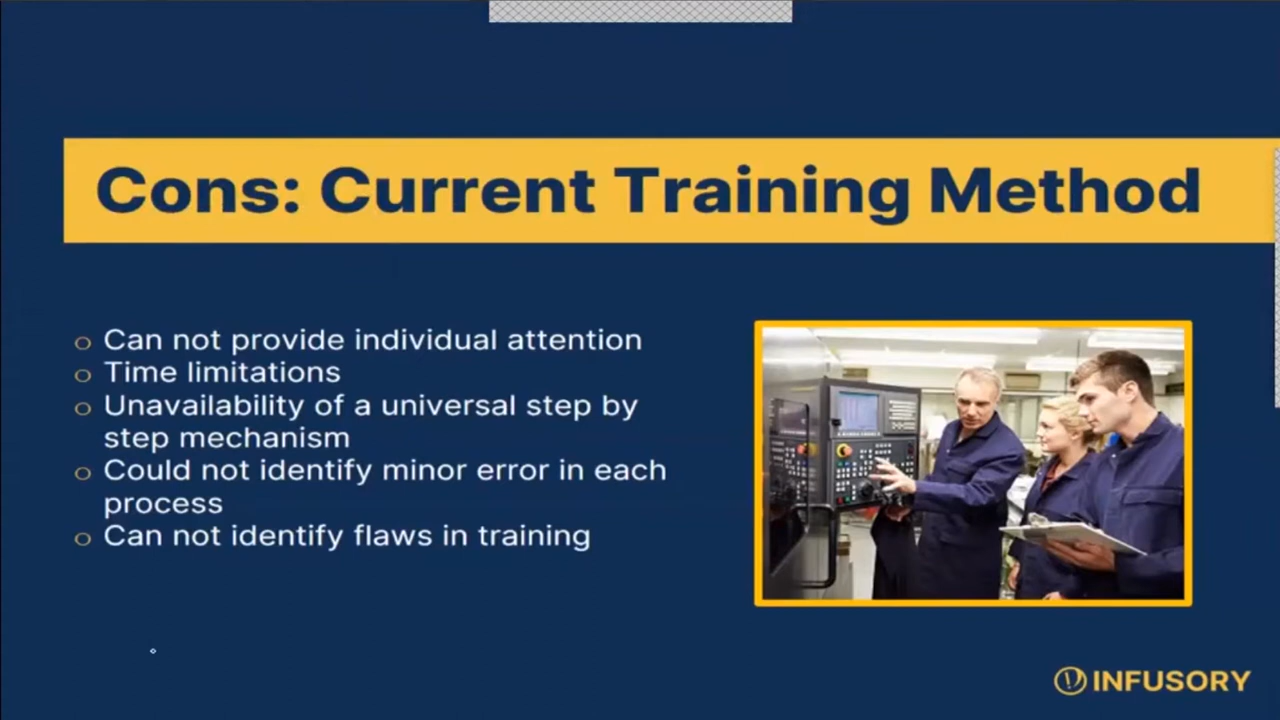 Cons: Current Training Method
Can not provide individual attention
Time limitations
Unavailability of a universal step by
step mechanism
Could not identify minor error in each
process
Can not identify flaws in training
INFUSORY